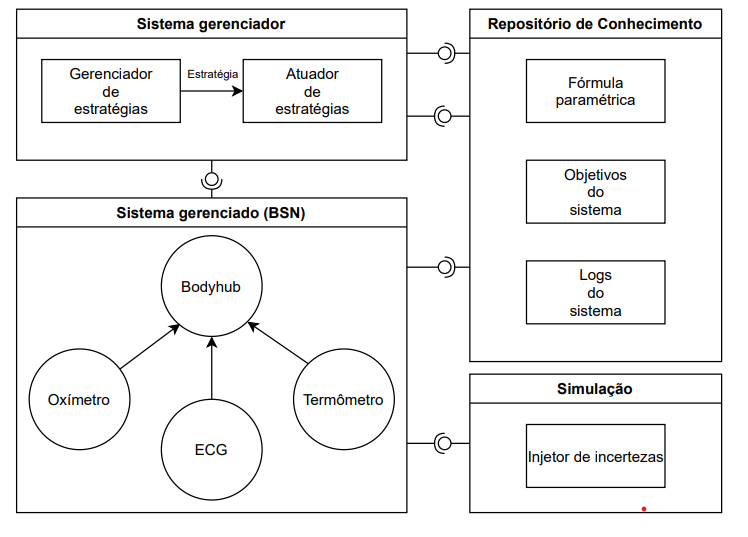 Sistema gerenciador
Gerenciador
de
estratégias
Estratégia
Atuador
de
estratégias
Repositório de Conhecimento
Fórmula
paramétrica
Objetivos
do
sistema
Logs
do
sistema
Sistema gerenciado (BSN)
Bodyhub
Oxímetro
ECG
Termômetro
Simulação
Injetor de incertezas